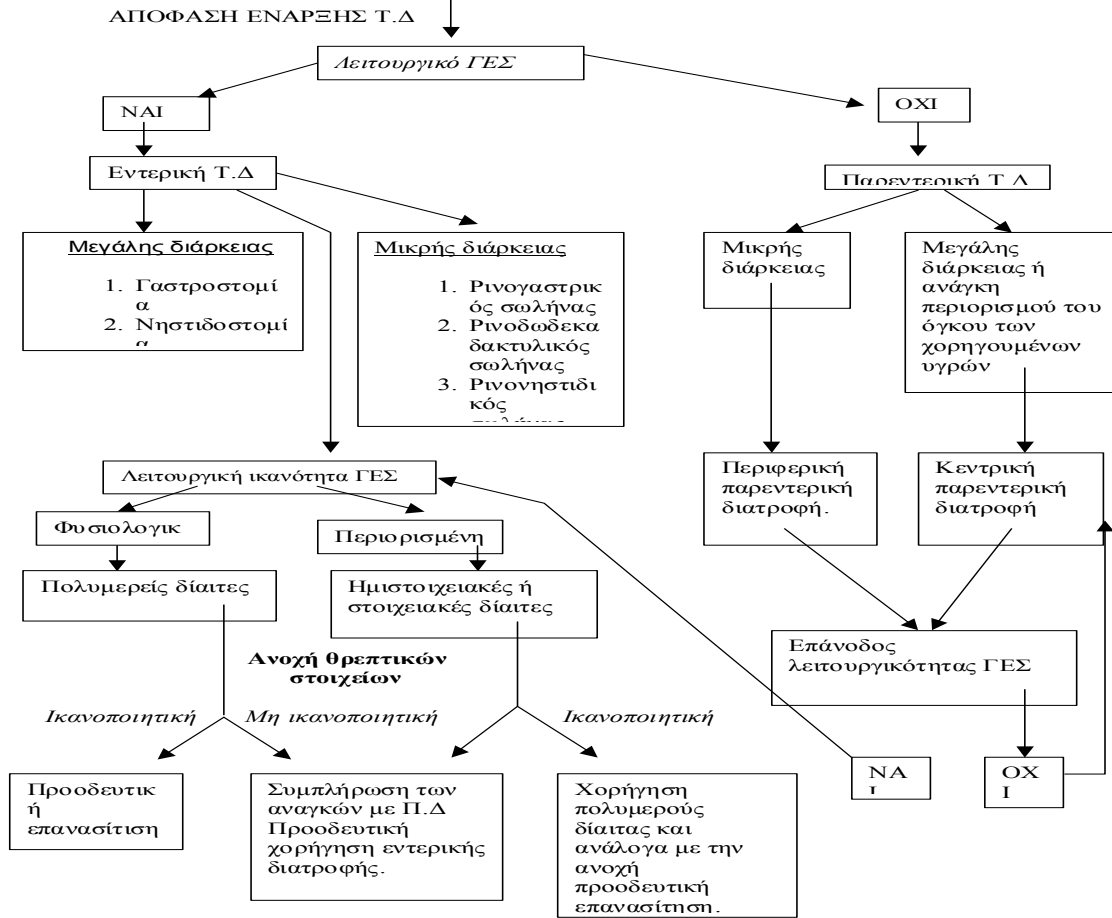 ΑΠΟΦΑΣΗ ΕΝΑΡΞΗΣ Τ.Δ
Λειτουργικό ΓΕΣ
ΝΑΙ
ΟΧΙ
Εντερική Τ.Δ
Παρεντερική Τ.Δ
Μεγάλης διάρκειας
1. Γαστροστομί
α
2. Νηστιδοστομί
α
Μικρής διάρκειας
1. Ρινογαστρικ
ός σωλήνας
2. Ρινοδωδεκα
δακτυλικός
σωλήνας
3. Ρινονηστιδι
κός
σωλήνας
Μικρής
διάρκειας
Μεγάλης
διάρκειας ή
ανάγκη
περιορισμού του
όγκου των
χορηγουμένων
υγρών
Λειτουργική ικανότητα ΓΕΣ
Περιφερική
παρεντερική
διατροφή.
Κεντρική
παρεντερική
διατροφή
Φυσιολογικ
Περιορισμένη
Πολυμερείς δίαιτες
Ημιστοιχειακές ή
στοιχειακές δίαιτες
Ανοχή θρεπτικών
στοιχείων
Επάνοδος
λειτουργικότητας ΓΕΣ
Ικανοποιητική
Μη ικανοποιητική
Ικανοποιητική
Προοδευτικ
ή
επανασίτιση
Συμπλήρωση των
αναγκών με Π.Δ
Προοδευτική
χορήγηση εντερικής
διατροφής.
Χορήγηση
πολυμερούς
δίαιτας και
ανάλογα με την
ανοχή
προοδευτική
επανασίτηση.
ΝΑ
Ι
ΟΧ
Ι